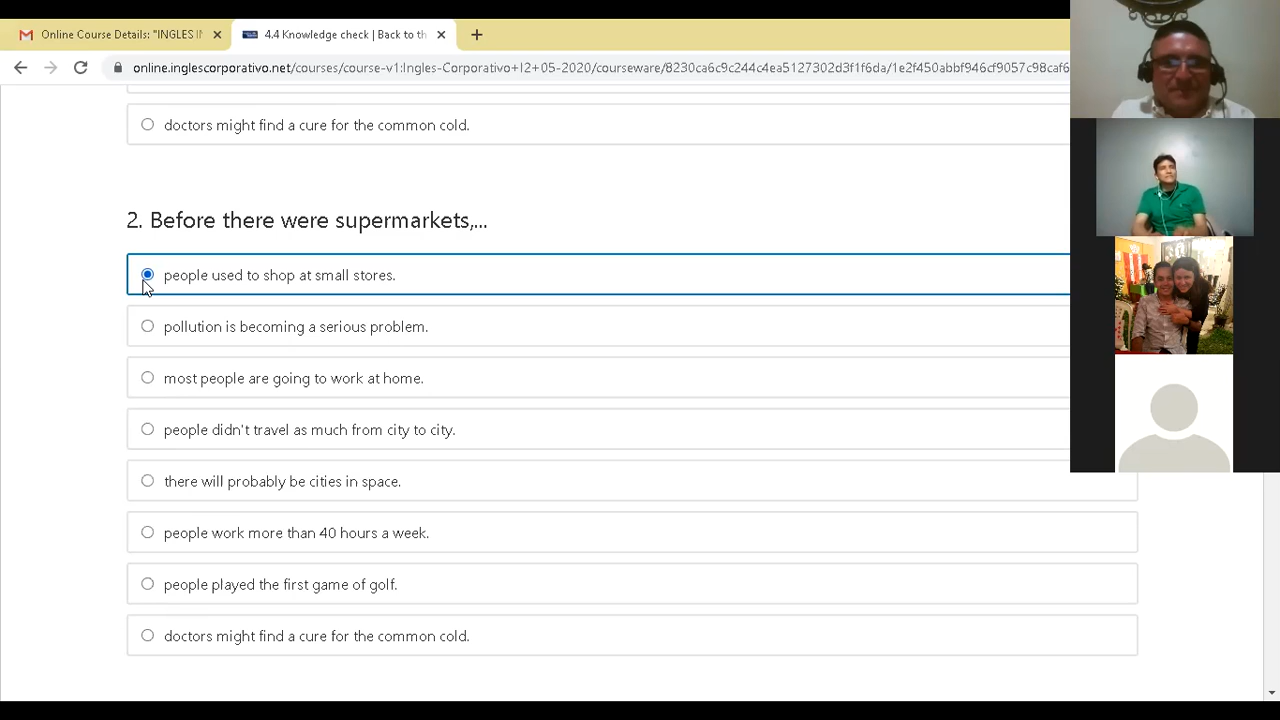 Online Course Details: "INGLES I
4.4 Knowledge check | Back to th
online.inglescorporativo.net/courses/course-v1:Ingles-Corporativo+I2+05-2020/courseware/8230ca6c9c244c4ea5127302d3f1f6da/1e2f450abbf946cf9057c98caf6
doctors might find a cure for the common cold.
2. Before there were supermarkets,...
people used to shop at small stores.
pollution is becoming a serious problem.
most people are going to work at home.
people didn't travel as much from city to city.
there will probably be cities in space.
people work more than 40 hours a week.
people played the first game of golf.
doctors might find a cure for the common cold.